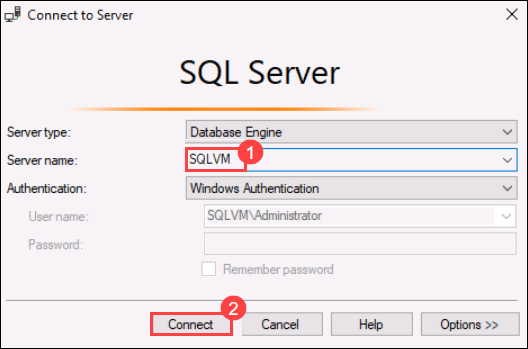 Connect to Server
SQL Server
Server type: Database Engine
Server name: SQLVM 1
Authentication: Windows Authentication
User name: SQLVM\Administrator
Password:
Remember password
2
Connect Cancel Help Options >>